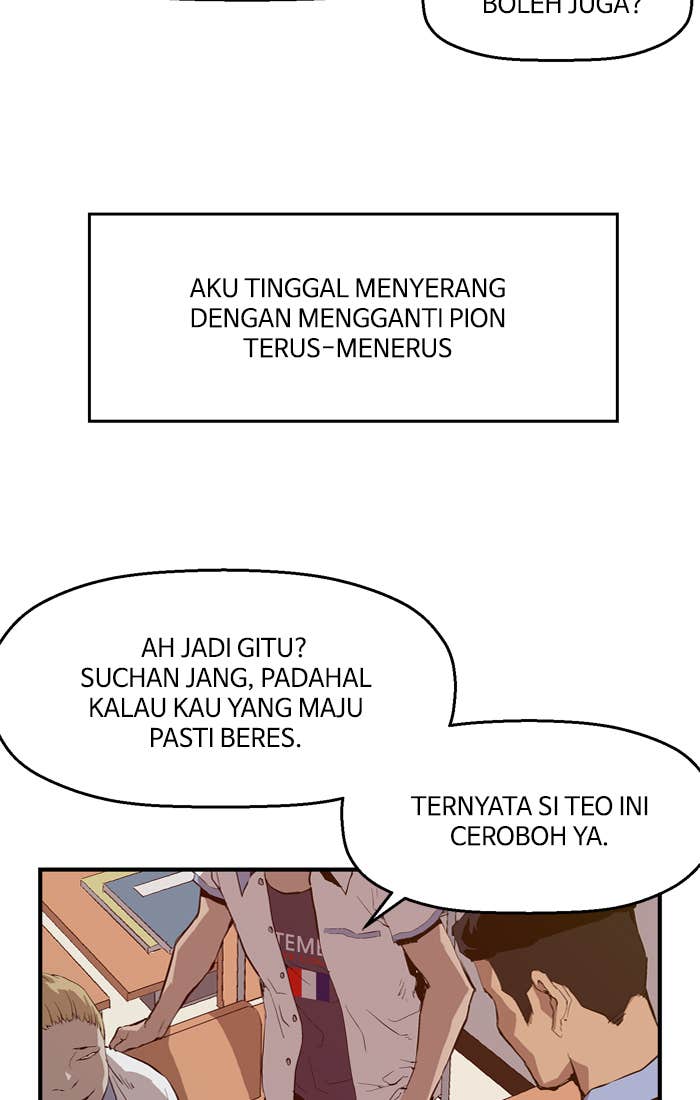 BOLEH JUGA?
AKU TINGGAL MENYERANG
DENGAN MENGGANTI PION
TERUS-MENERUS
AH JADI GITU?
SUCHAN JANG, PADAHAL
KALAU KAU YANG MAJU
PASTI BERES.
TERNYATA SI TEO INI
CEROBOH YA.
TEME